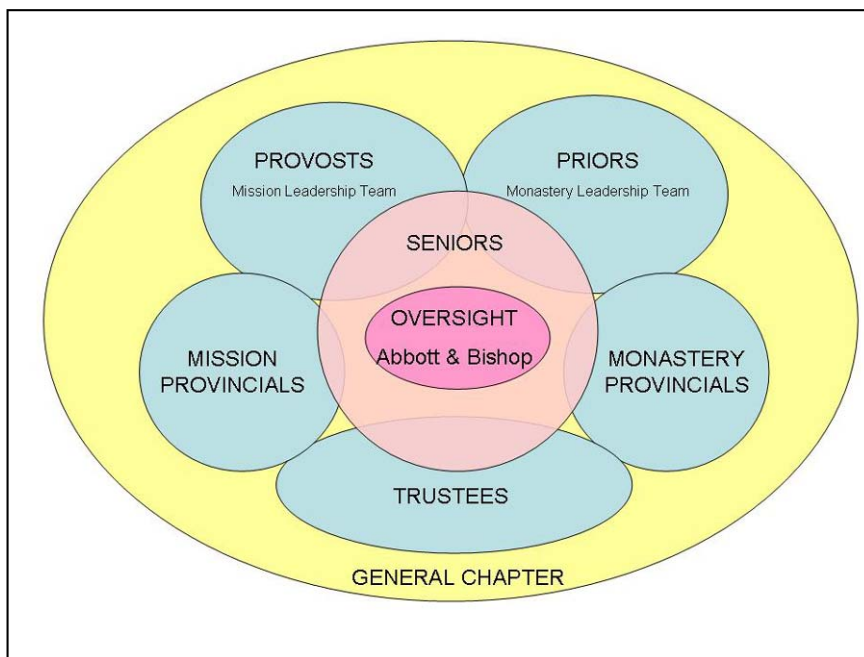 PROVOSTS
Mission Leadership Team
PRIORS
Monastery Leadership Team
SENIORS
OVERSIGHT
Abbott & Bishop
MISSION
PROVINCIALS
MONASTERY
PROVINCIALS
TRUSTEES
GENERAL CHAPTER